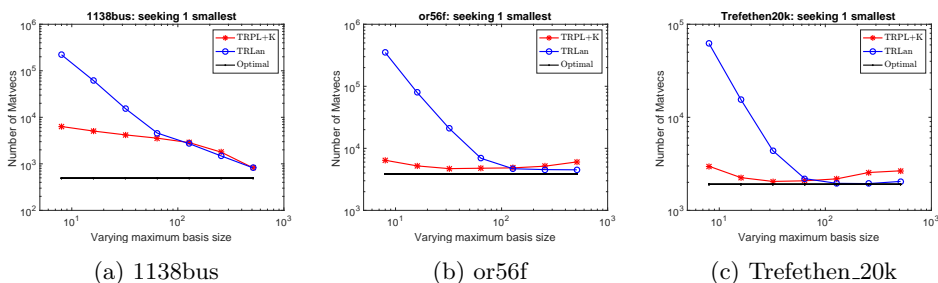 1138bus: seeking 1 smallest
Number of Matvecs
10^6
10^5
10^4
10^3
10^2
10^1
10^2
10^3
Varying maximum basis size
TRPL+K
TRLan
Optimal
(a) 1138bus
or56f: seeking 1 smallest
Number of Matvecs
10^6
10^5
10^4
10^3
10^1
10^2
10^3
Varying maximum basis size
TRPL+K
TRLan
Optimal
(b) or56f
Trefethen20k: seeking 1 smallest
Number of Matvecs
10^5
10^4
10^3
10^1
10^2
10^3
Varying maximum basis size
TRPL+K
TRLan
Optimal
(c) Trefethen_20k